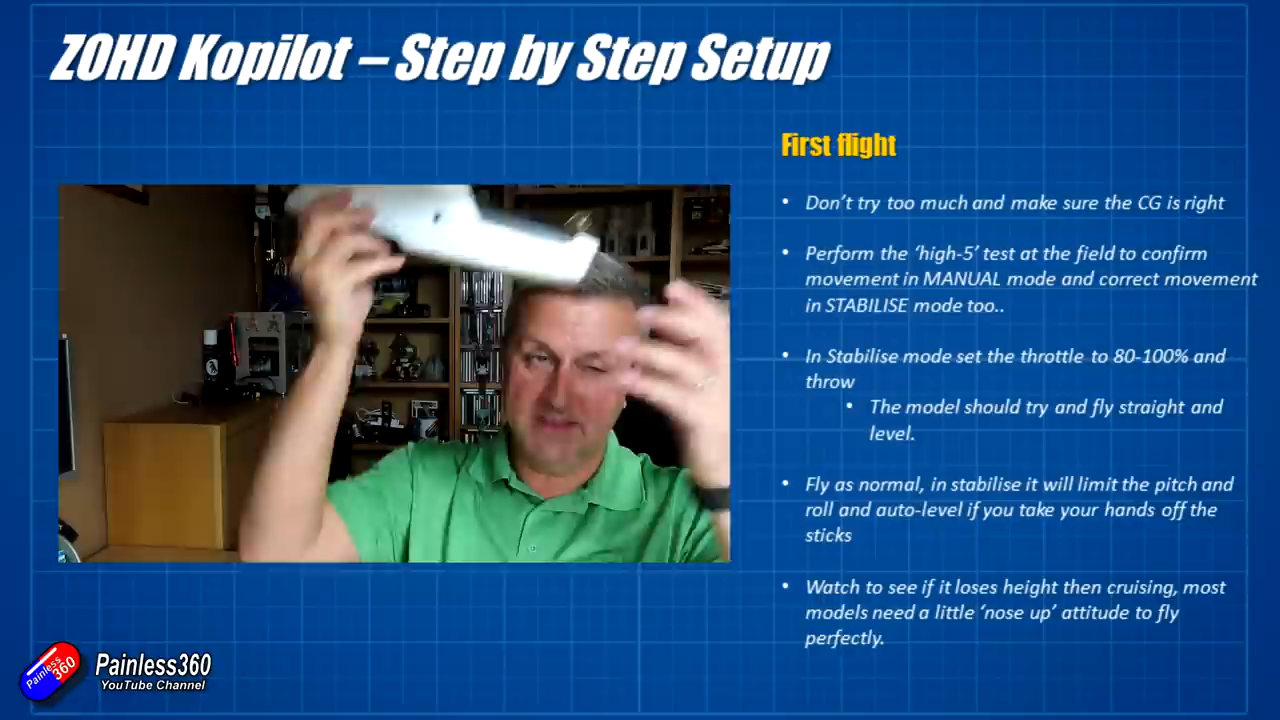 ZOHD Kopilot – Step by Step Setup
First flight
• Don't try too much and make sure the CG is right
• Perform the 'high-5' test at the field to confirm
movement in MANUAL mode and correct movement
in STABILISE mode too..
• In Stabilise mode set the throttle to 80-100% and
throw
• The model should try and fly straight and
level.
• Fly as normal, in stabilise it will limit the pitch and
roll and auto-level if you take your hands off the
sticks
• Watch to see if it loses height then cruising, most
models need a little 'nose up' attitude to fly
perfectly.
Painless
360
Painless360
YouTube Channel